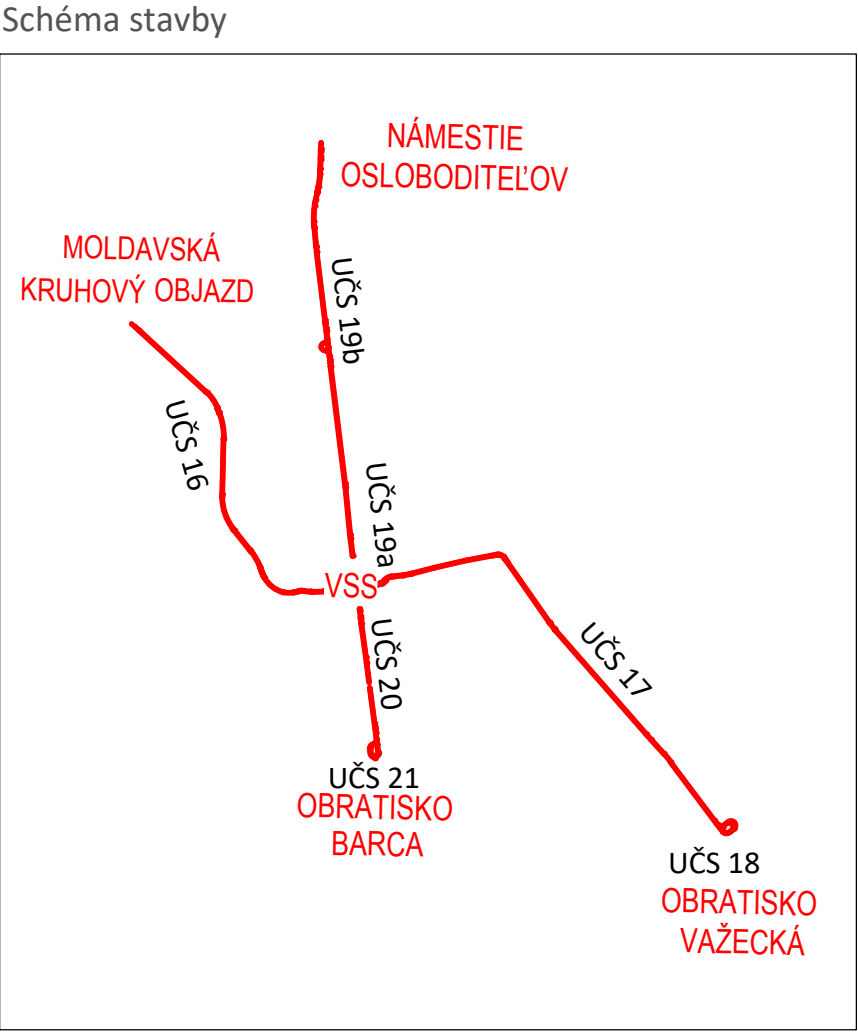 Schéma stavby
NÁMESTIE
OSLOBODITEĽOV
MOLDAVSKÁ
KRUHOVÝ OBJAZD
UČS 19b
UČS 16
UČS 19a
VSS
UČS 20
UČS 17
UČS 21
OBRATISKO
BARCA
UČS 18
OBRATISKO
VAŽECKÁ